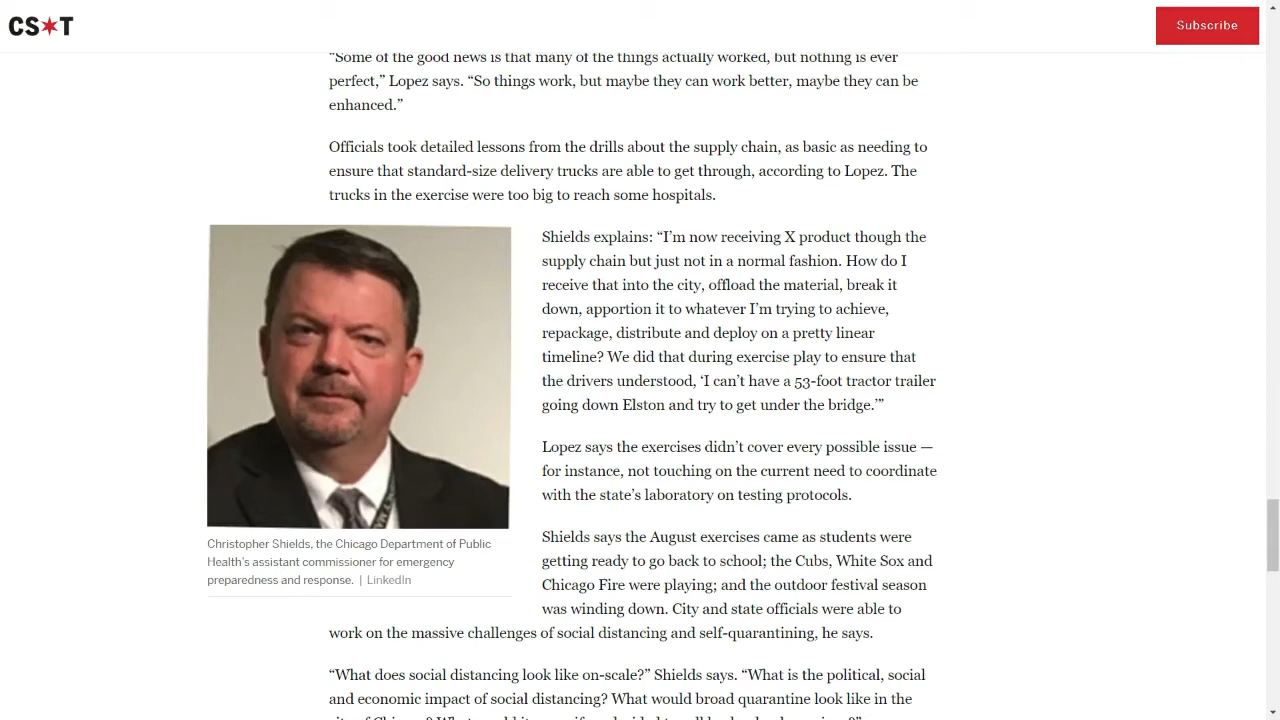 CS★T
Subscribe
“Some of the good news is that many of the things actually worked, but nothing is ever
perfect,” Lopez says. “So things work, but maybe they can work better, maybe they can be
enhanced.”
Officials took detailed lessons from the drills about the supply chain, as basic as needing to
ensure that standard-size delivery trucks are able to get through, according to Lopez. The
trucks in the exercise were too big to reach some hospitals.
Shields explains: “I’m now receiving X product though the
supply chain but just not in a normal fashion. How do I
receive that into the city, offload the material, break it
down, apportion it to whatever I’m trying to achieve,
repackage, distribute and deploy on a pretty linear
timeline? We did that during exercise play to ensure that
the drivers understood, ‘I can’t have a 53-foot tractor trailer
going down Elston and try to get under the bridge.’”
Christopher Shields, the Chicago Department of Public
Health's assistant commissioner for emergency
preparedness and response. | LinkedIn
Lopez says the exercises didn’t cover every possible issue —
for instance, not touching on the current need to coordinate
with the state’s laboratory on testing protocols.
Shields says the August exercises came as students were
getting ready to go back to school; the Cubs, White Sox and
Chicago Fire were playing; and the outdoor festival season
was winding down. City and state officials were able to
work on the massive challenges of social distancing and self-quarantining, he says.
“What does social distancing look like on-scale?” Shields says. “What is the political, social
and economic impact of social distancing? What would broad quarantine look like in the